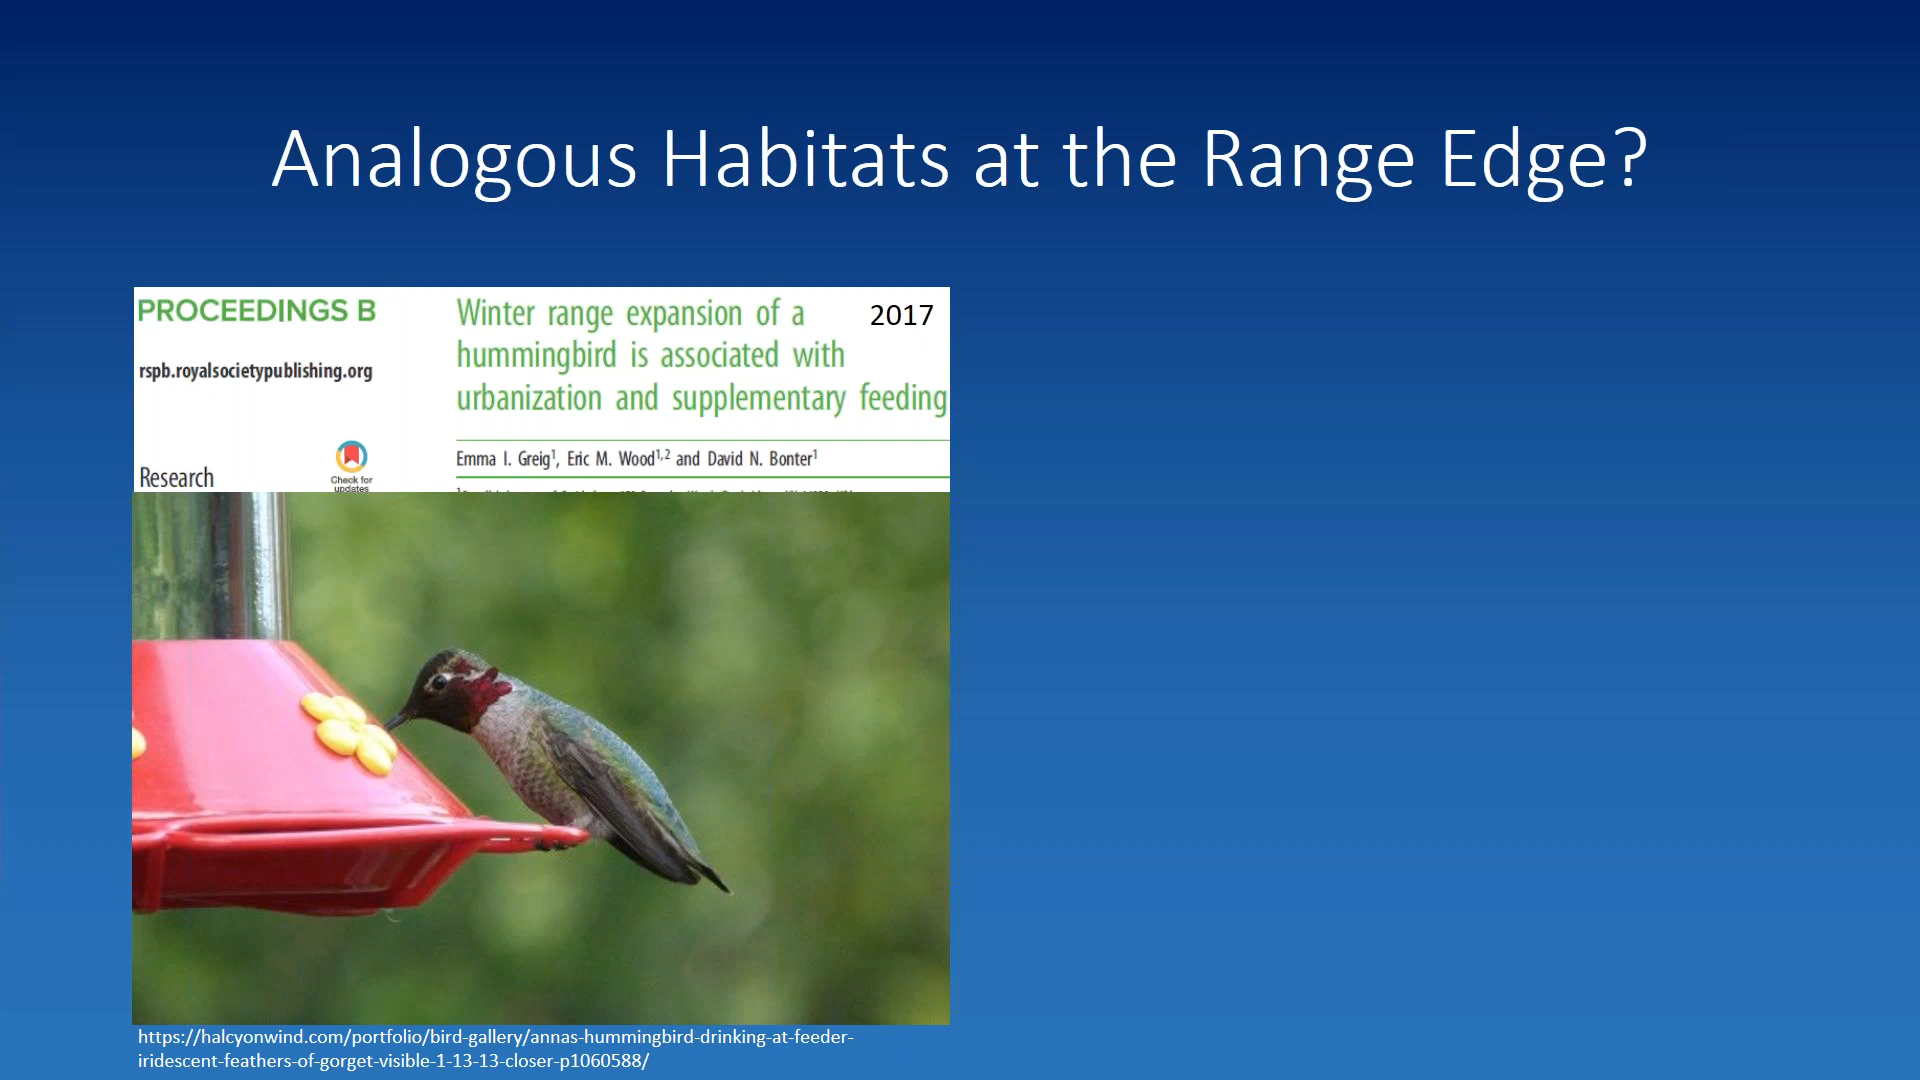 Analogous Habitats at the Range Edge?
PROCEEDINGS B
rspb.royalsocietypublishing.org
Research
Check for
updates
Winter range expansion of a
hummingbird is associated with
urbanization and supplementary feeding
2017
Emma I. Greig¹, Eric M. Wood¹,² and David N. Bonter¹
https://halcyonwind.com/portfolio/bird-gallery/annas-hummingbird-drinking-at-feeder-
iridescent-feathers-of-gorget-visible-1-13-13-closer-p1060588/